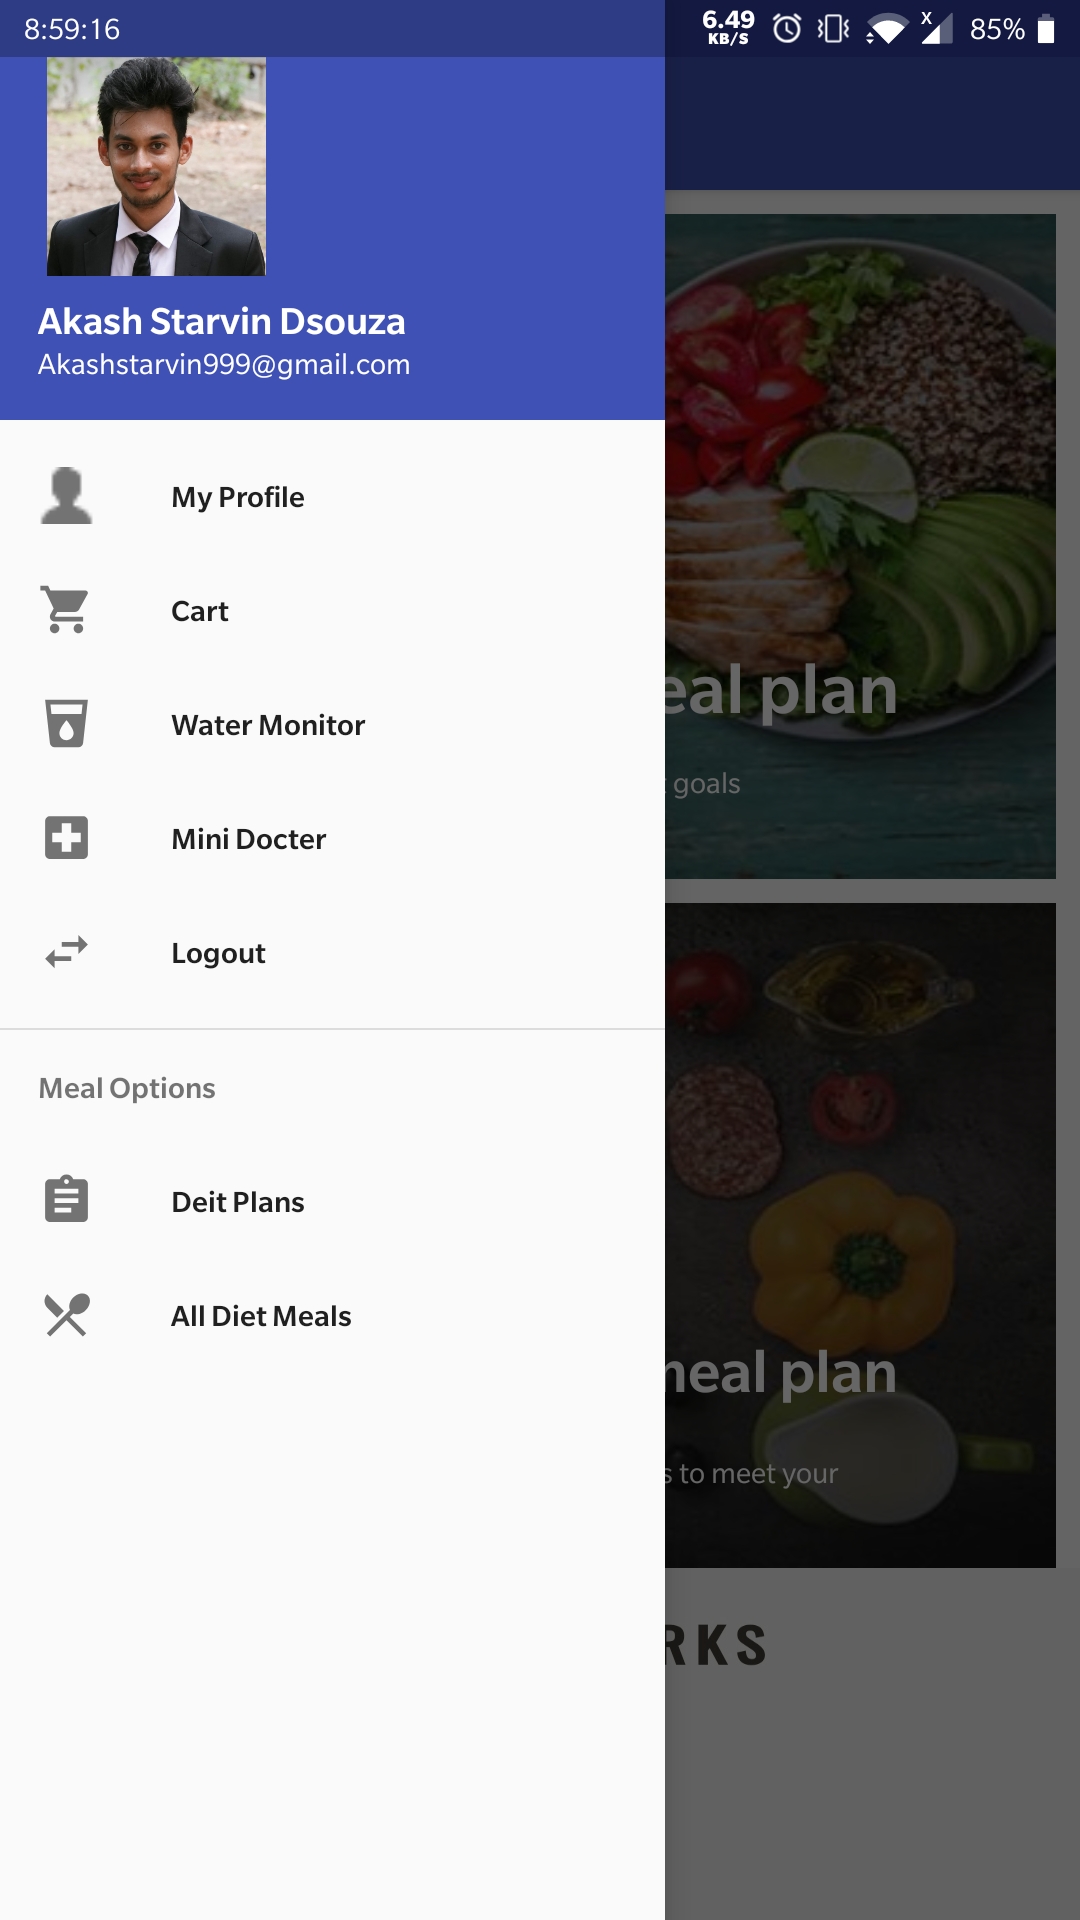 8:59:16
6.49
KB/S
X
85%
Akash Starvin Dsouza
Akashstarvin999@gmail.com
My Profile
Cart
Water Monitor
Mini Docter
Logout
Meal Options
Deit Plans
All Diet Meals
eal plan
goals
eal plan
s to meet your
RKS